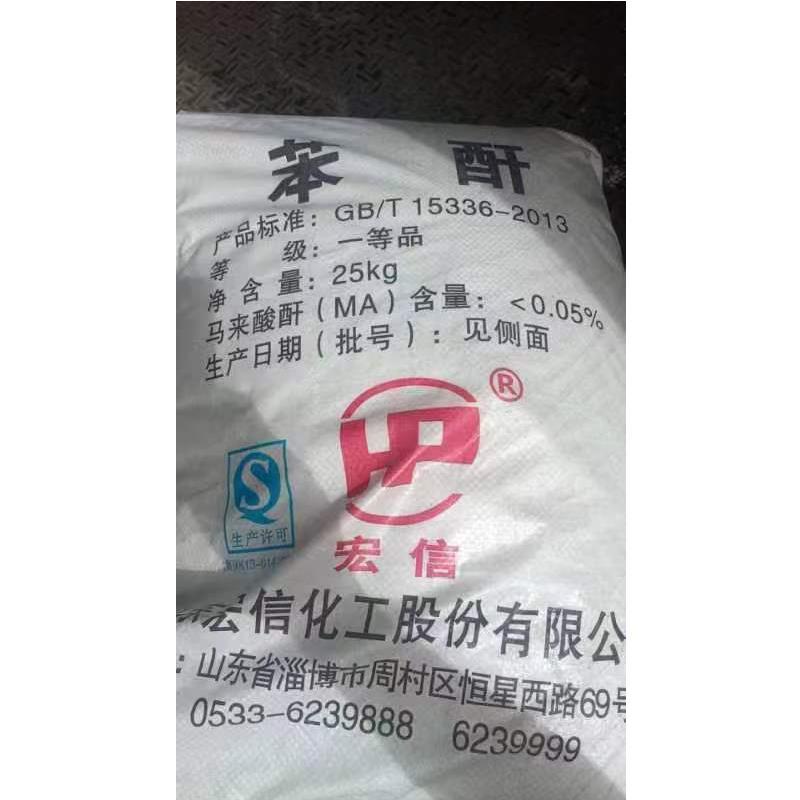 苯 酐
产品标准：GB/T 15336-2013
等 级：一等品
净 含 量：25kg
马来酸酐（MA）含量：<0.05%
生产日期（批号）：见侧面
®
HP
S
生产许可
宏信
宏信化工股份有限公
：山东省淄博市周村区恒星西路69号
0533-6239888 6239999